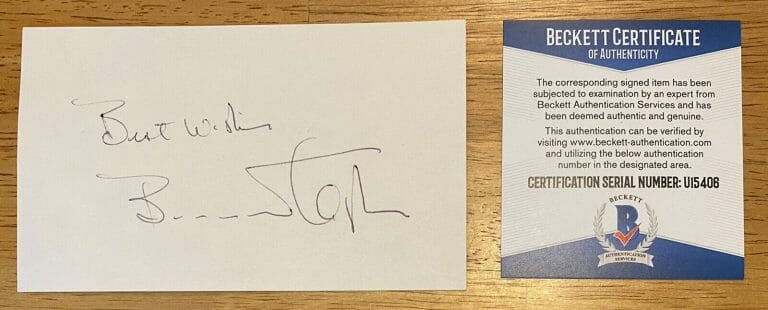 Best Wishes
BECKETT CERTIFICATE
OF AUTHENTICITY
The corresponding signed item has been
subjected to examination by an expert from
Beckett Authentication Services and has
been deemed authentic and genuine.
This authentication can be verified by
visiting www.beckett-authentication.com
and utilizing the below authentication
number in the designated area.
CERTIFICATION SERIAL NUMBER: U15406
BECKETT
B
AUTHENTICATION
SERVICES